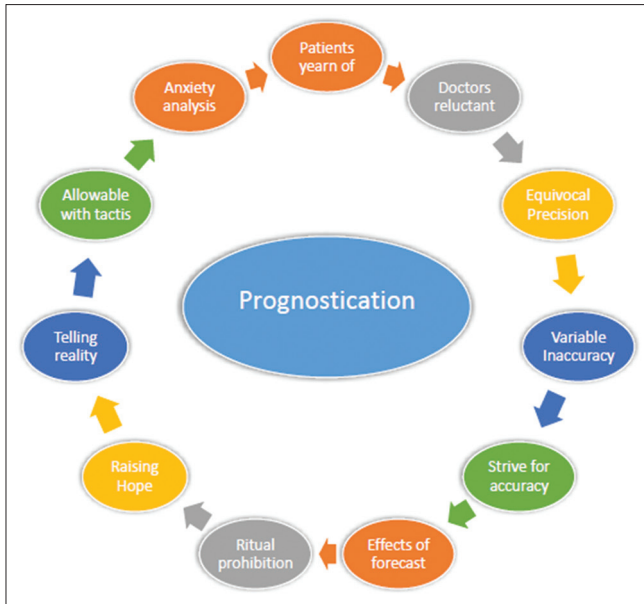 Patients
yearn of
Doctors
reluctant
Equivocal
Precision
Variable
Inaccuracy
Strive for
accuracy
Effects of
forecast
Ritual
prohibition
Raising
Hope
Telling
reality
Allowable
with tactis
Anxiety
analysis
Prognostication